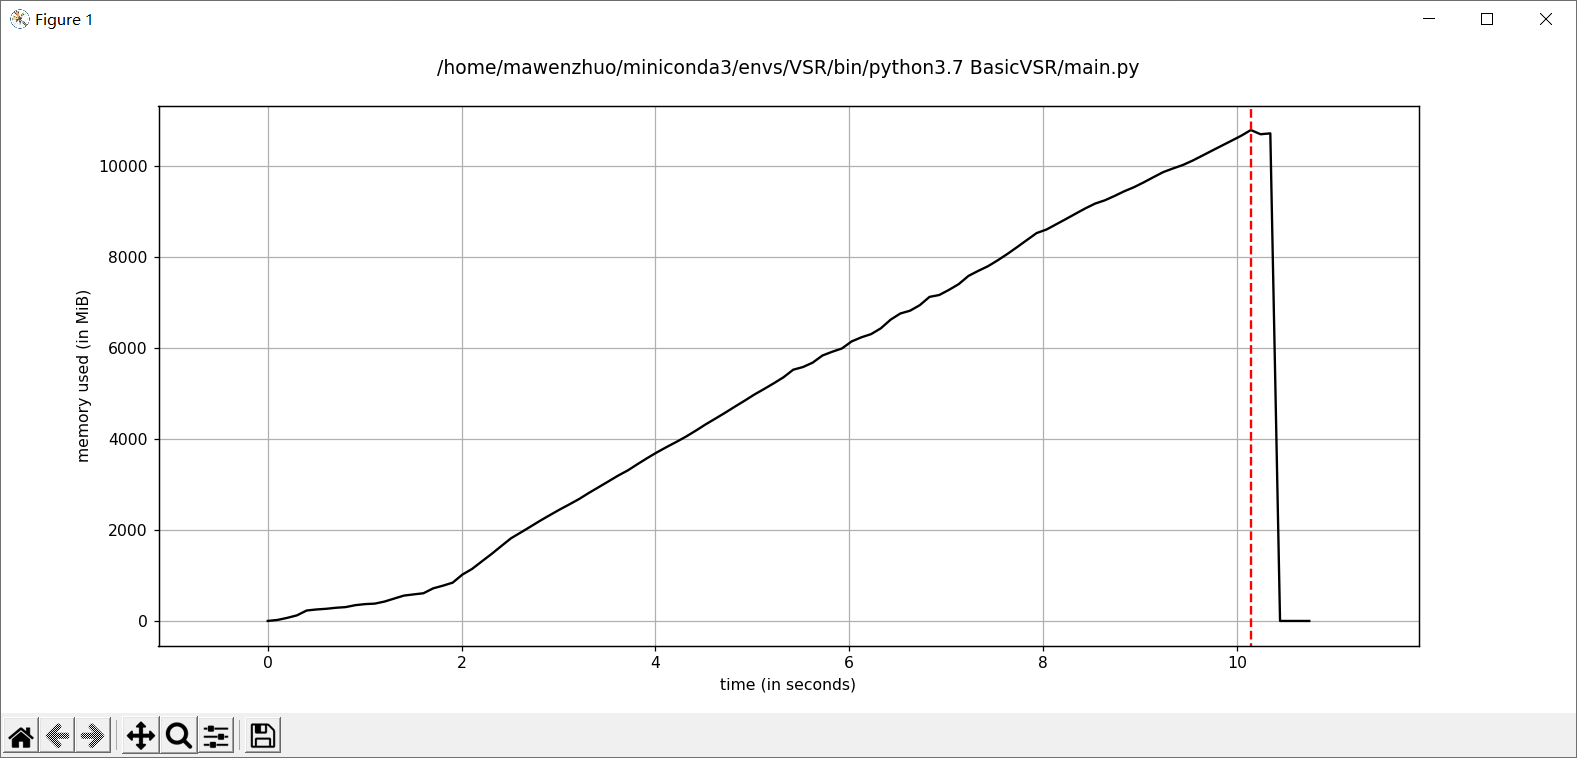 Figure 1
/home/mawenzhuo/miniconda3/envs/VSR/bin/python3.7 BasicVSR/main.py
10000
8000
6000
4000
2000
0
memory used (in MiB)
0 2 4 6 8 10
time (in seconds)